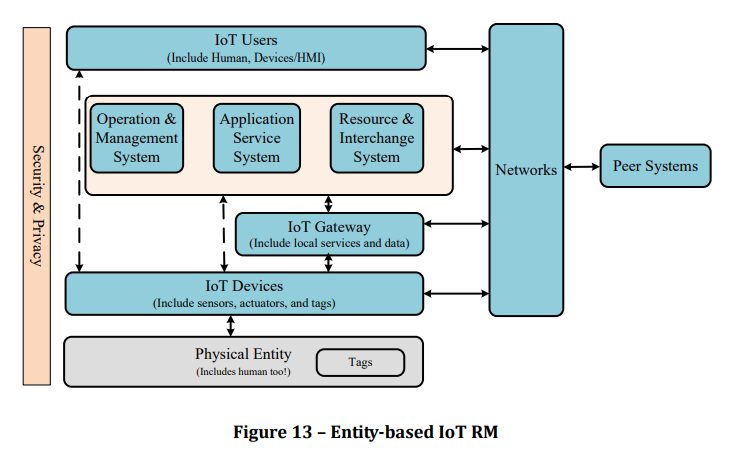 IoT Users
(Include Human, Devices/HMI)
Operation &
Management
System
Application
Service
System
Resource &
Interchange
System
Networks
Peer Systems
Security & Privacy
IoT Gateway
(Include local services and data)
IoT Devices
(Include sensors, actuators, and tags)
Physical Entity
(Includes human too!)
Tags
Figure 13 – Entity-based IoT RM